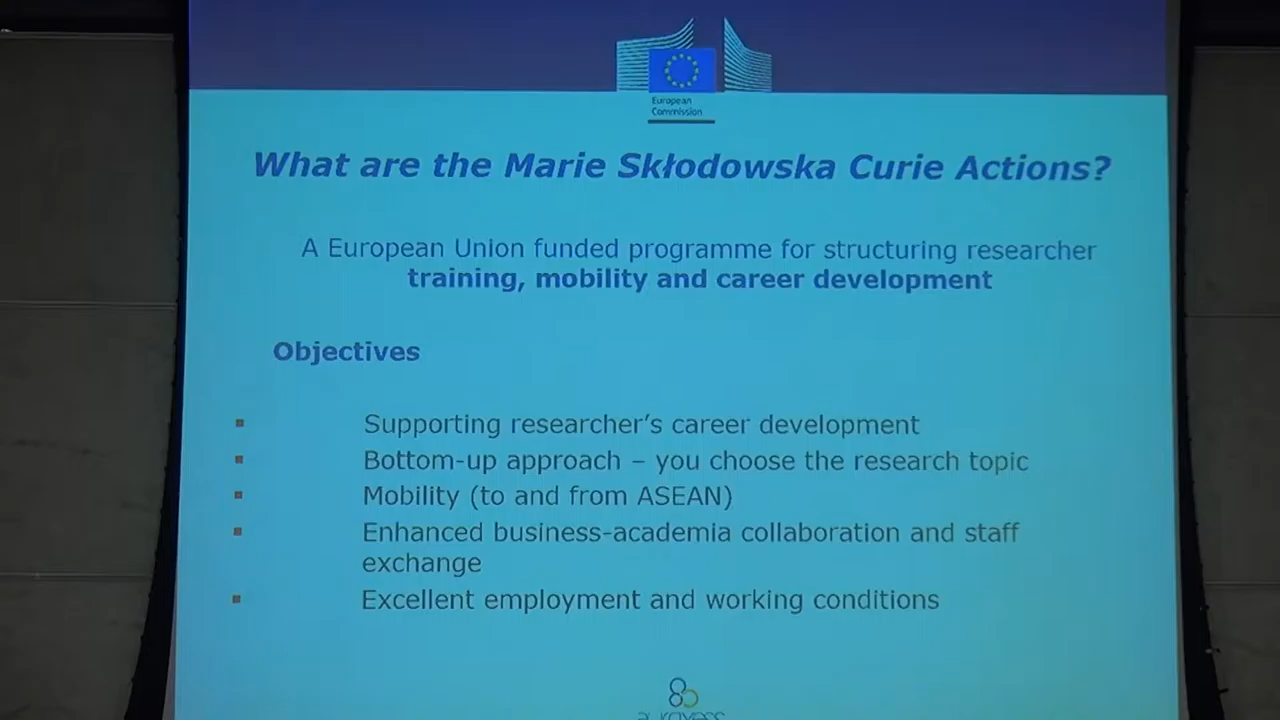 European
Commission
What are the Marie Skłodowska Curie Actions?
A European Union funded programme for structuring researcher
training, mobility and career development
Objectives
Supporting researcher's career development
Bottom-up approach – you choose the research topic
Mobility (to and from ASEAN)
Enhanced business-academia collaboration and staff
exchange
Excellent employment and working conditions